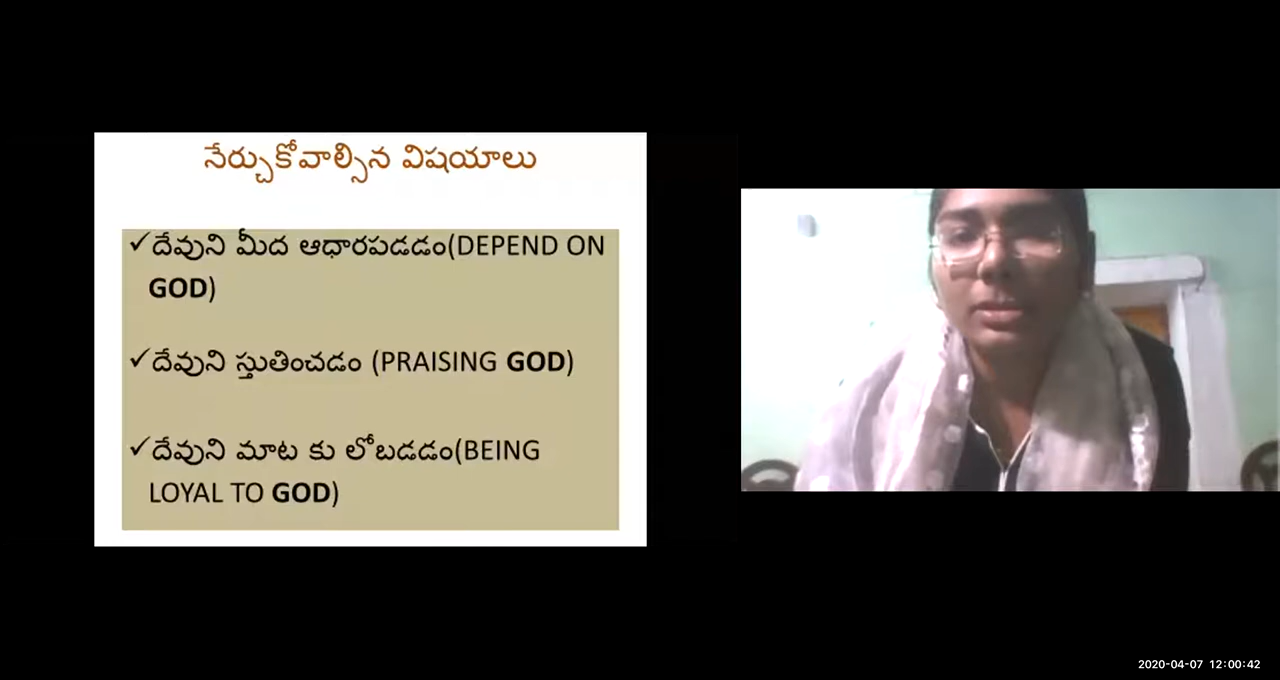 నేర్చుకోవాల్సిన విషయాలు
✓దేవుని మీద ఆధారపడడం(DEPEND ON
GOD)
✓దేవుని స్తుతించడం (PRAISING GOD)
✓దేవుని మాట కు లోబడడం(BEING
LOYAL TO GOD)
2020-04-07 12:00:42